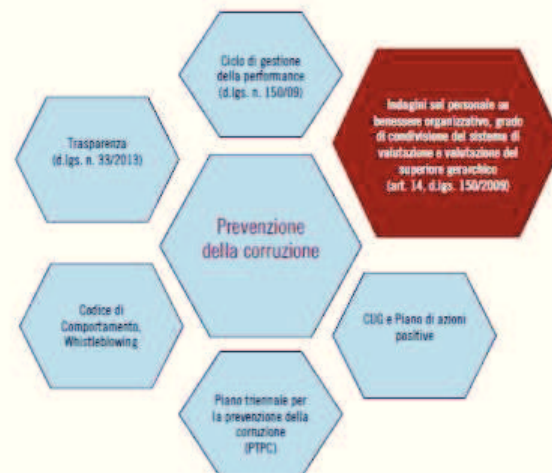 Ciclo di gestione
della performance
(d.lgs. n. 150/09)
Indagini sul personale su
benessere organizzativo, grado
di condivisione del sistema di
valutazione e valutazione del
superiore gerarchico
(art. 14, d.lgs. 150/2009)
Trasparenza
(d.lgs. n. 33/2013)
Prevenzione
della corruzione
Codice di
Comportamento,
Whistleblowing
CUG e Piano di azioni
positive
Piano triennale per
la prevenzione della
corruzione
(PTPC)